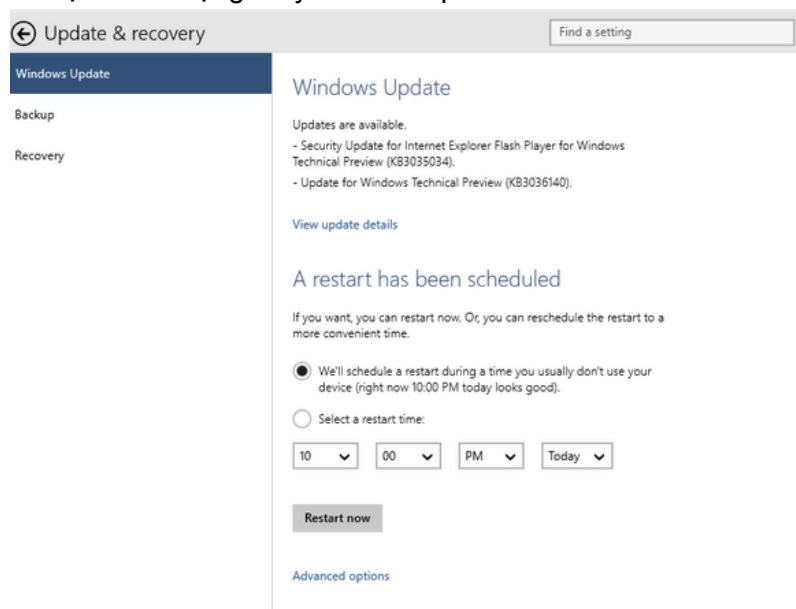 Update & recovery
Find a setting
Windows Update
Backup
Recovery
Windows Update
Updates are available.
- Security Update for Internet Explorer Flash Player for Windows
Technical Preview (KB3035034).
- Update for Windows Technical Preview (KB3036140).
View update details
A restart has been scheduled
If you want, you can restart now. Or, you can reschedule the restart to a
more convenient time.
We'll schedule a restart during a time you usually don't use your
device (right now 10:00 PM today looks good).
Select a restart time:
10 00 PM Today
Restart now
Advanced options